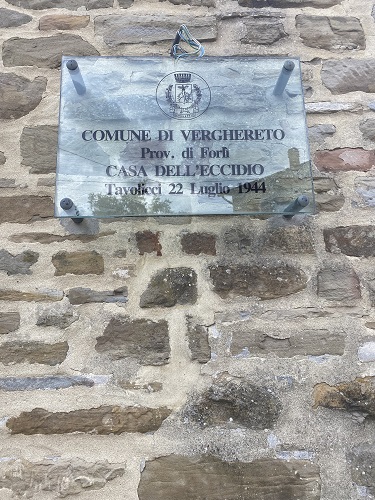 COMUNE DI VERGHERETO
Prov. di Forlì
CASA DELL'ECCIDIO
Tavolicci 22 Luglio 1944